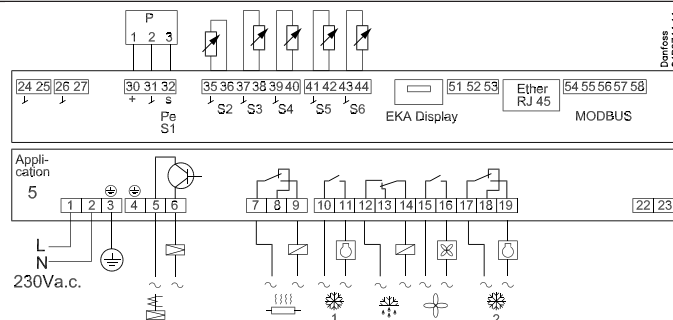 P
1 2 3
Danfoss
24 25 26 27 30 31 32 35 36 37 38 39 40 41 42 43 44 51 52 53 54 55 56 57 58
+ s S2 S3 S4 S5 S6
Pe
S1
EKA Display
Ether
RJ 45
MODBUS
Appli-
cation
5
1 2 3 4 5 6 7 8 9 10 11 12 13 14 15 16 17 18 19 22 23
L
N
230Va.c.
1 2